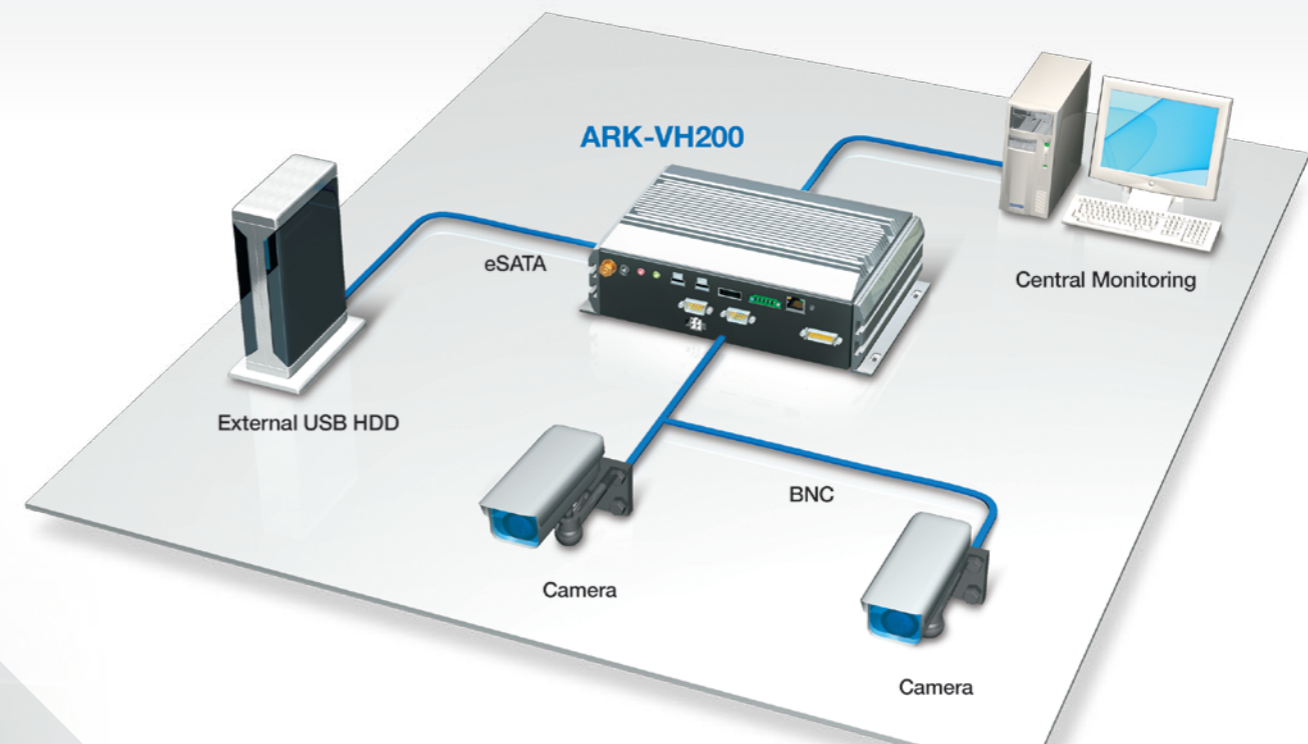 ARK-VH200
eSATA
Central Monitoring
External USB HDD
BNC
Camera
Camera